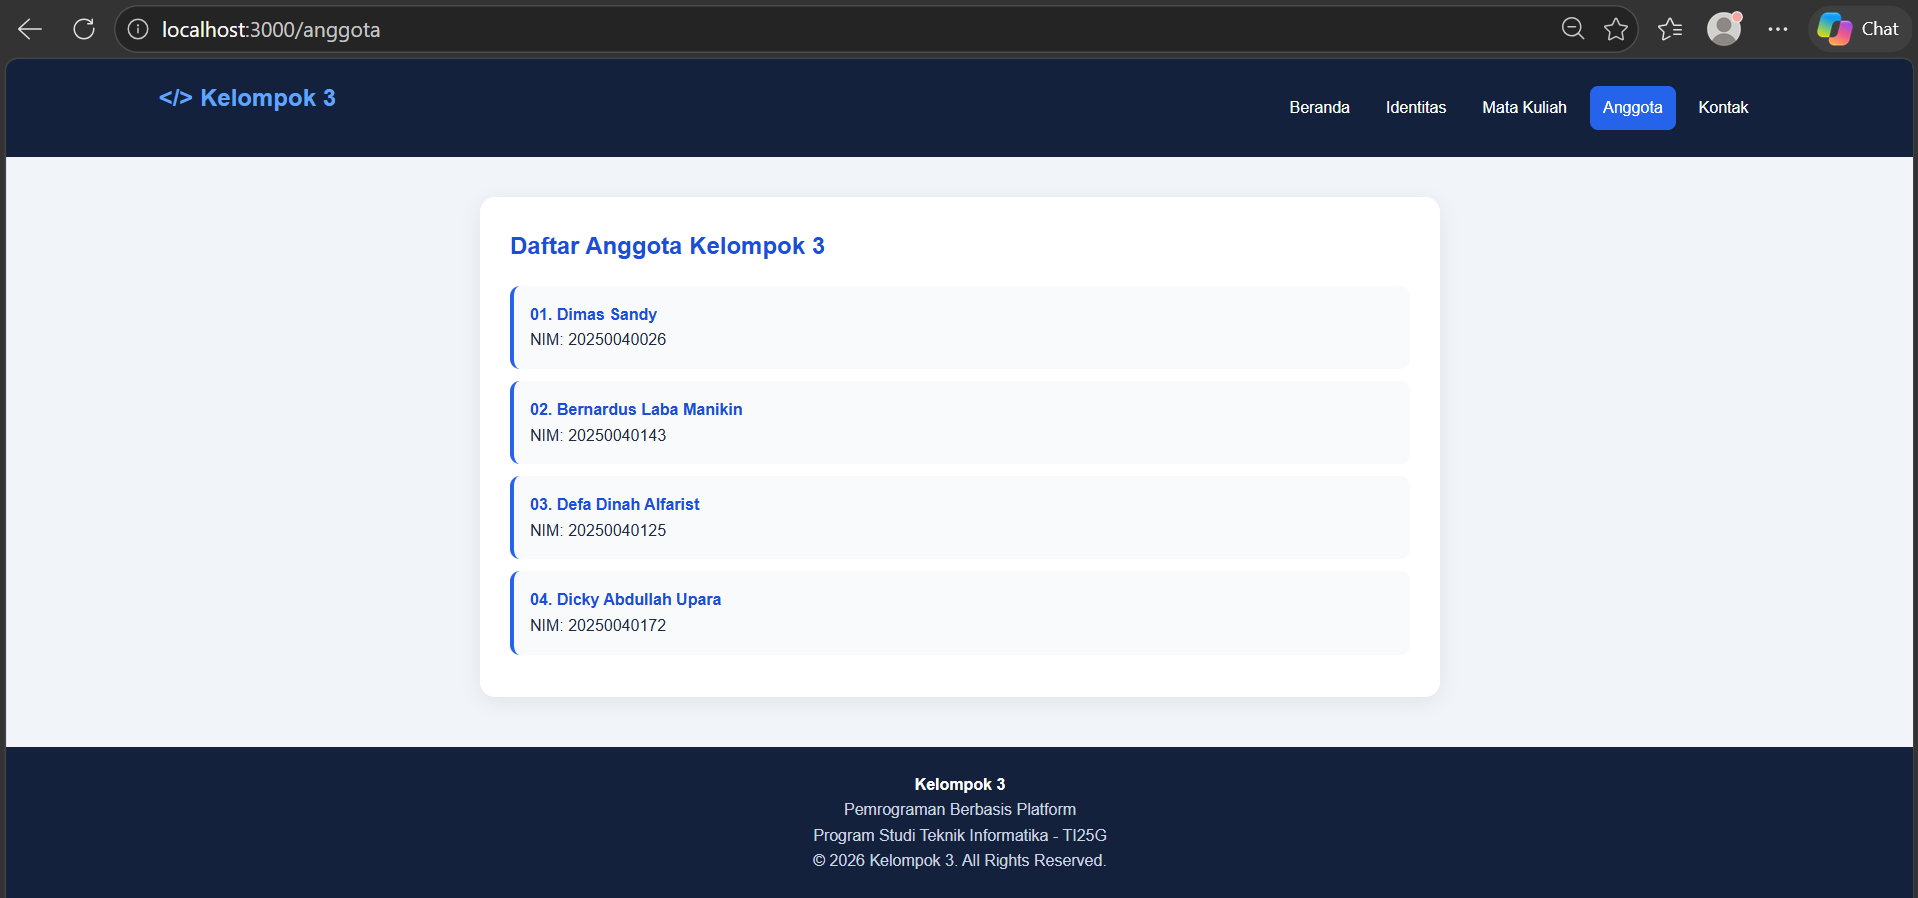 localhost:3000/anggota
Chat
</> Kelompok 3
Beranda
Identitas
Mata Kuliah
Anggota
Kontak
Daftar Anggota Kelompok 3
01. Dimas Sandy
NIM: 20250040026
02. Bernardus Laba Manikin
NIM: 20250040143
03. Defa Dinah Alfarist
NIM: 20250040125
04. Dicky Abdullah Upara
NIM: 20250040172
Kelompok 3
Pemrograman Berbasis Platform
Program Studi Teknik Informatika - TI25G
© 2026 Kelompok 3. All Rights Reserved.